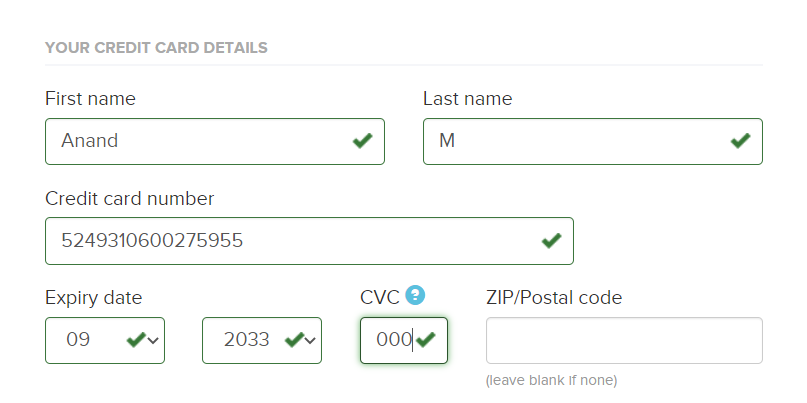 YOUR CREDIT CARD DETAILS
First name Last name
Anand M
Credit card number
5249310600275955
Expiry date CVC ? ZIP/Postal code
09 2033 000
(leave blank if none)